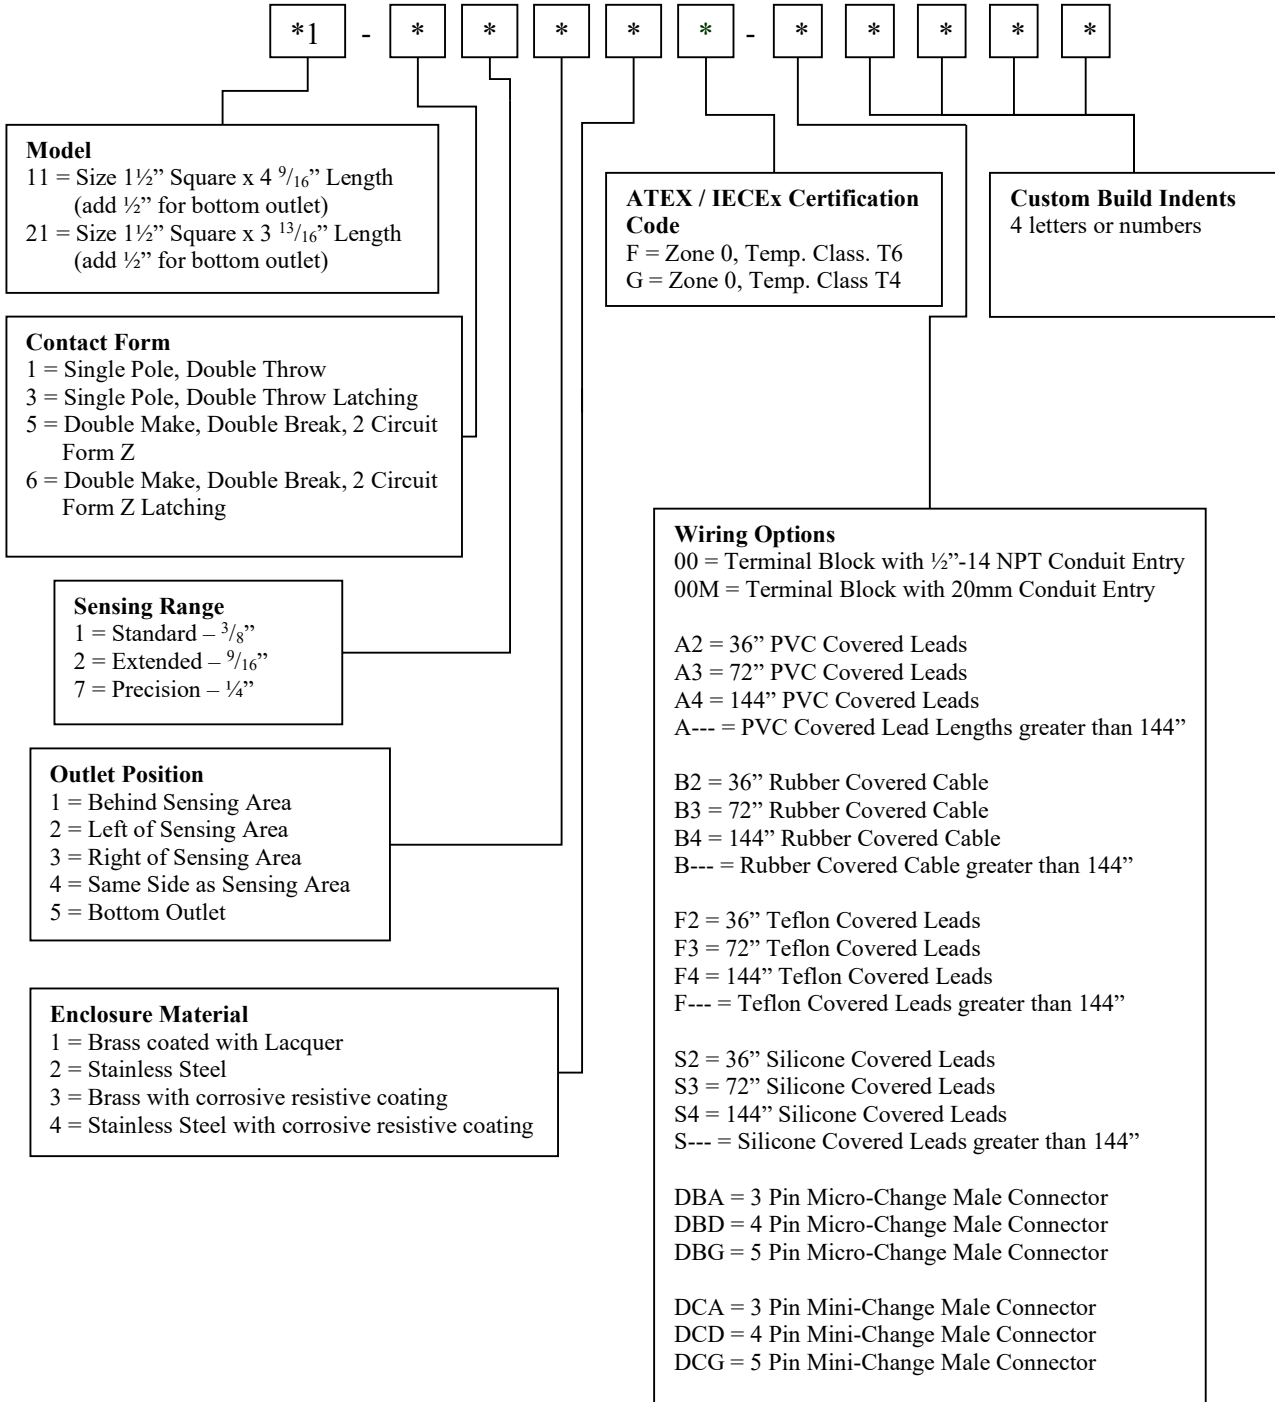 *1 - * * * * * - * * * * *
Model
11 = Size 1½” Square x 4 9/16” Length
(add ½” for bottom outlet)
21 = Size 1½” Square x 3 13/16” Length
(add ½” for bottom outlet)
ATEX / IECEx Certification
Code
F = Zone 0, Temp. Class. T6
G = Zone 0, Temp. Class T4
Custom Build Indents
4 letters or numbers
Contact Form
1 = Single Pole, Double Throw
3 = Single Pole, Double Throw Latching
5 = Double Make, Double Break, 2 Circuit
Form Z
6 = Double Make, Double Break, 2 Circuit
Form Z Latching
Sensing Range
1 = Standard – 3/8”
2 = Extended – 9/16”
7 = Precision – ¼”
Outlet Position
1 = Behind Sensing Area
2 = Left of Sensing Area
3 = Right of Sensing Area
4 = Same Side as Sensing Area
5 = Bottom Outlet
Enclosure Material
1 = Brass coated with Lacquer
2 = Stainless Steel
3 = Brass with corrosive resistive coating
4 = Stainless Steel with corrosive resistive coating
Wiring Options
00 = Terminal Block with ½”-14 NPT Conduit Entry
00M = Terminal Block with 20mm Conduit Entry
A2 = 36” PVC Covered Leads
A3 = 72” PVC Covered Leads
A4 = 144” PVC Covered Leads
A--- = PVC Covered Lead Lengths greater than 144”
B2 = 36” Rubber Covered Cable
B3 = 72” Rubber Covered Cable
B4 = 144” Rubber Covered Cable
B--- = Rubber Covered Cable greater than 144”
F2 = 36” Teflon Covered Leads
F3 = 72” Teflon Covered Leads
F4 = 144” Teflon Covered Leads
F--- = Teflon Covered Leads greater than 144”
S2 = 36” Silicone Covered Leads
S3 = 72” Silicone Covered Leads
S4 = 144” Silicone Covered Leads
S--- = Silicone Covered Leads greater than 144”
DBA = 3 Pin Micro-Change Male Connector
DBD = 4 Pin Micro-Change Male Connector
DBG = 5 Pin Micro-Change Male Connector
DCA = 3 Pin Mini-Change Male Connector
DCD = 4 Pin Mini-Change Male Connector
DCG = 5 Pin Mini-Change Male Connector